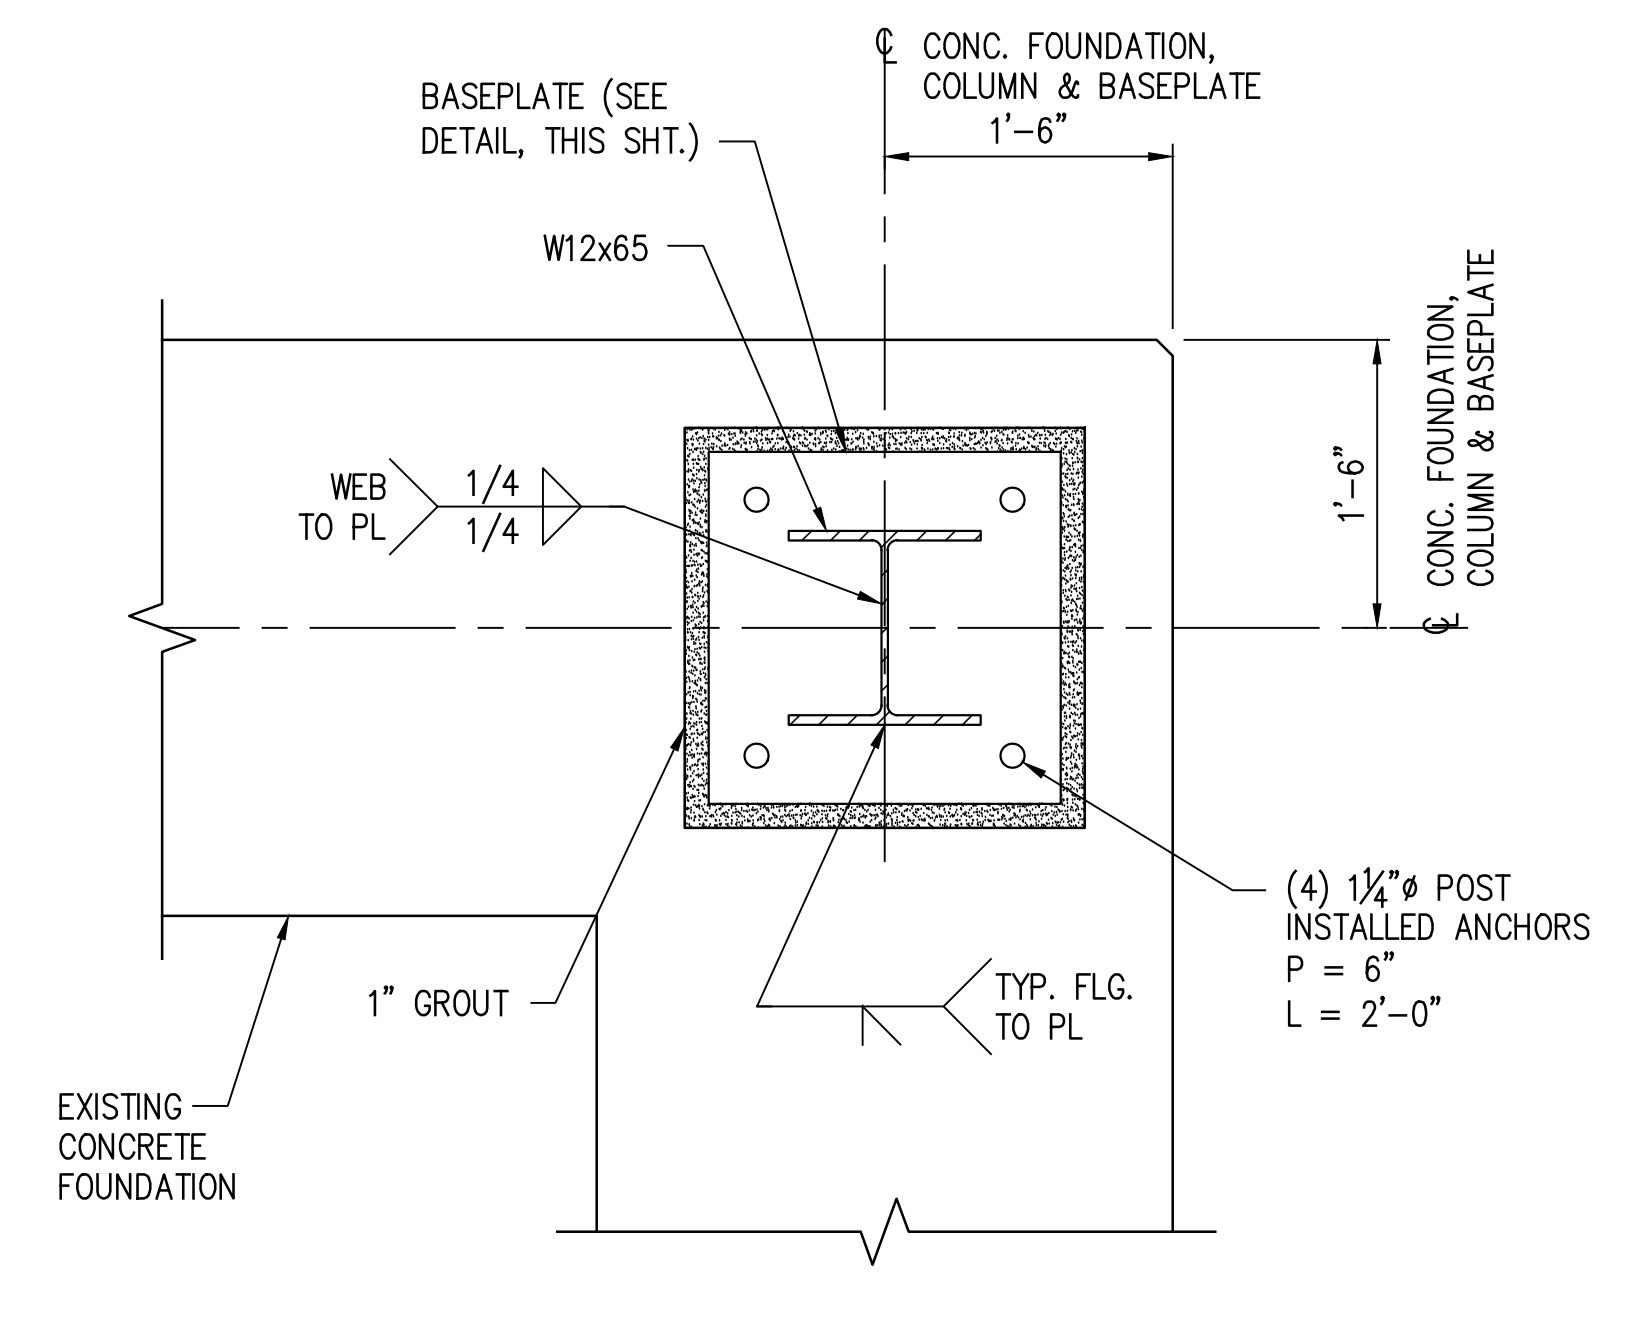 ℄ CONC. FOUNDATION,
COLUMN & BASEPLATE
1'-6"
BASEPLATE (SEE
DETAIL, THIS SHT.)
W12x65
℄ CONC. FOUNDATION,
COLUMN & BASEPLATE
1'-6"
WEB
TO PL
1/4
1/4
(4) 1¼"ø POST
INSTALLED ANCHORS
P = 6"
L = 2'-0"
1" GROUT
TYP. FLG.
TO PL
EXISTING
CONCRETE
FOUNDATION